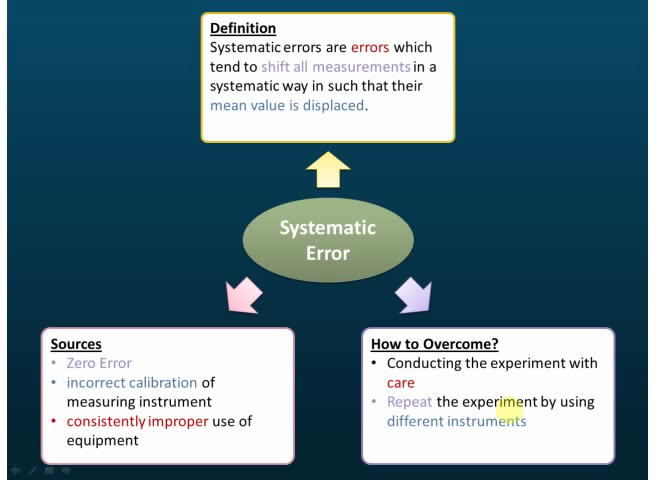 Definition
Systematic errors are errors which
tend to shift all measurements in a
systematic way in such that their
mean value is displaced.
Systematic
Error
Sources
• Zero Error
• incorrect calibration of
measuring instrument
• consistently improper use of
equipment
How to Overcome?
• Conducting the experiment with
care
• Repeat the experiment by using
different instruments